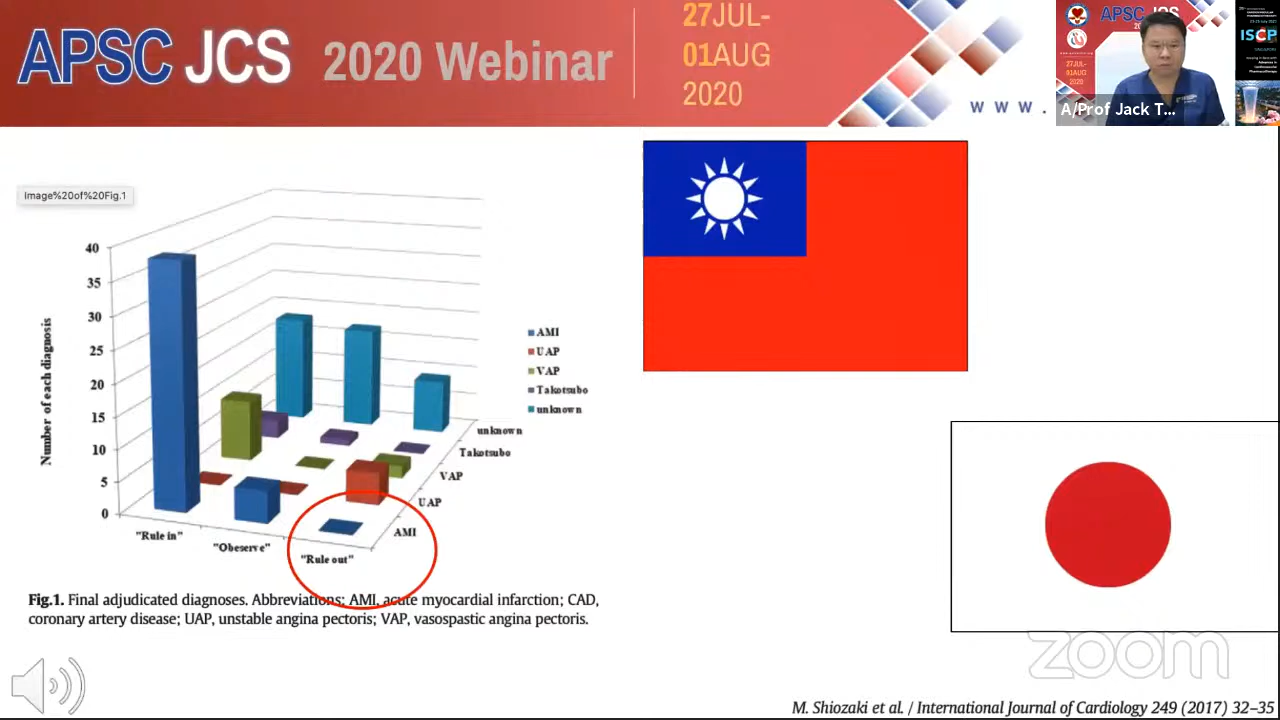 APSC JCS 2020 Webinar
27JUL-
01AUG
2020
www.
A/Prof Jack T...
APSC JCS
27JUL-
01AUG
2020
ISCP
Image%20of%20Fig.1
Number of each diagnosis
40
35
30
25
20
15
10
5
0
"Rule in"
"Obeserve"
"Rule out"
AMI
UAP
VAP
Takotsubo
unknown
AMI
UAP
VAP
Takotsubo
unknown
Fig.1. Final adjudicated diagnoses. Abbreviations: AMI, acute myocardial infarction; CAD,
coronary artery disease; UAP, unstable angina pectoris; VAP, vasospastic angina pectoris.
zoom
M. Shiozaki et al. / International Journal of Cardiology 249 (2017) 32–35